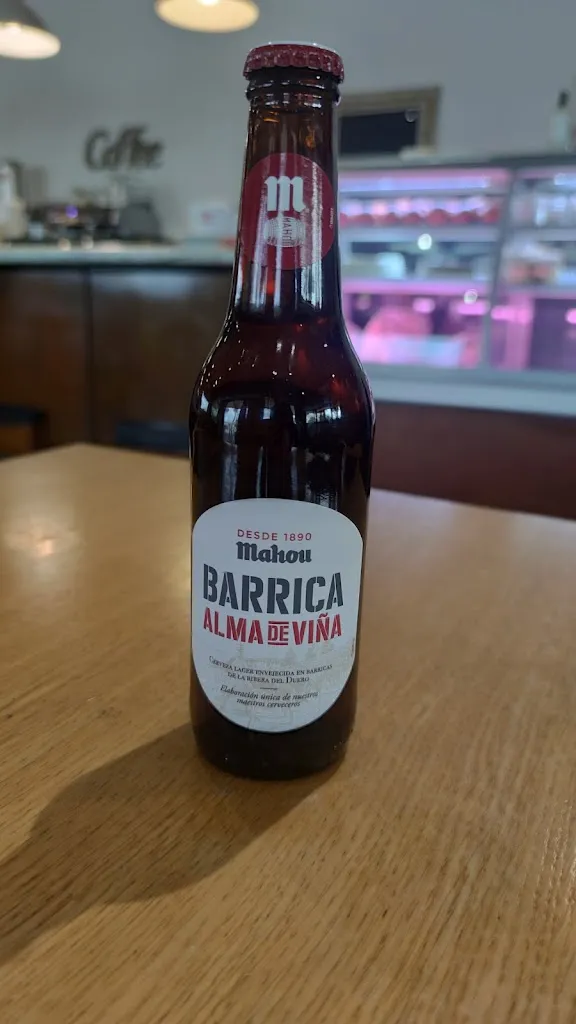 Coffee
m
MAHOU
DESDE 1890
Mahou
BARRICA
ALMA DE VIÑA
CERVEZA LAGER ENVEJECIDA EN BARRICAS
DE LA RIBERA DEL DUERO
Elaboración única de nuestros
maestros cerveceros